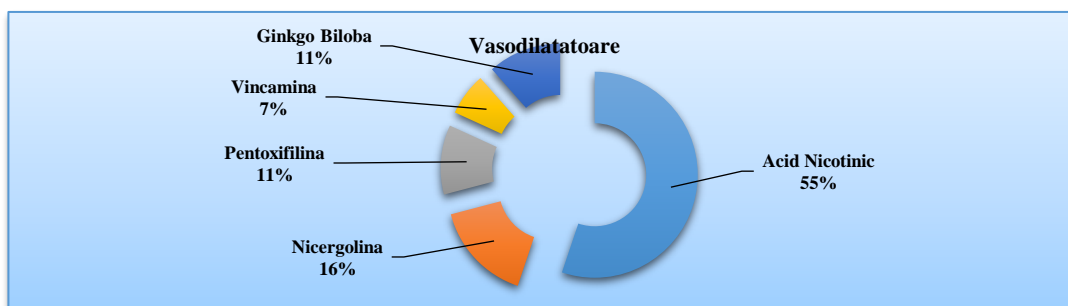 Vasodilatatoare
Ginkgo Biloba
11%
Vincamina
7%
Pentoxifilina
11%
Nicergolina
16%
Acid Nicotinic
55%